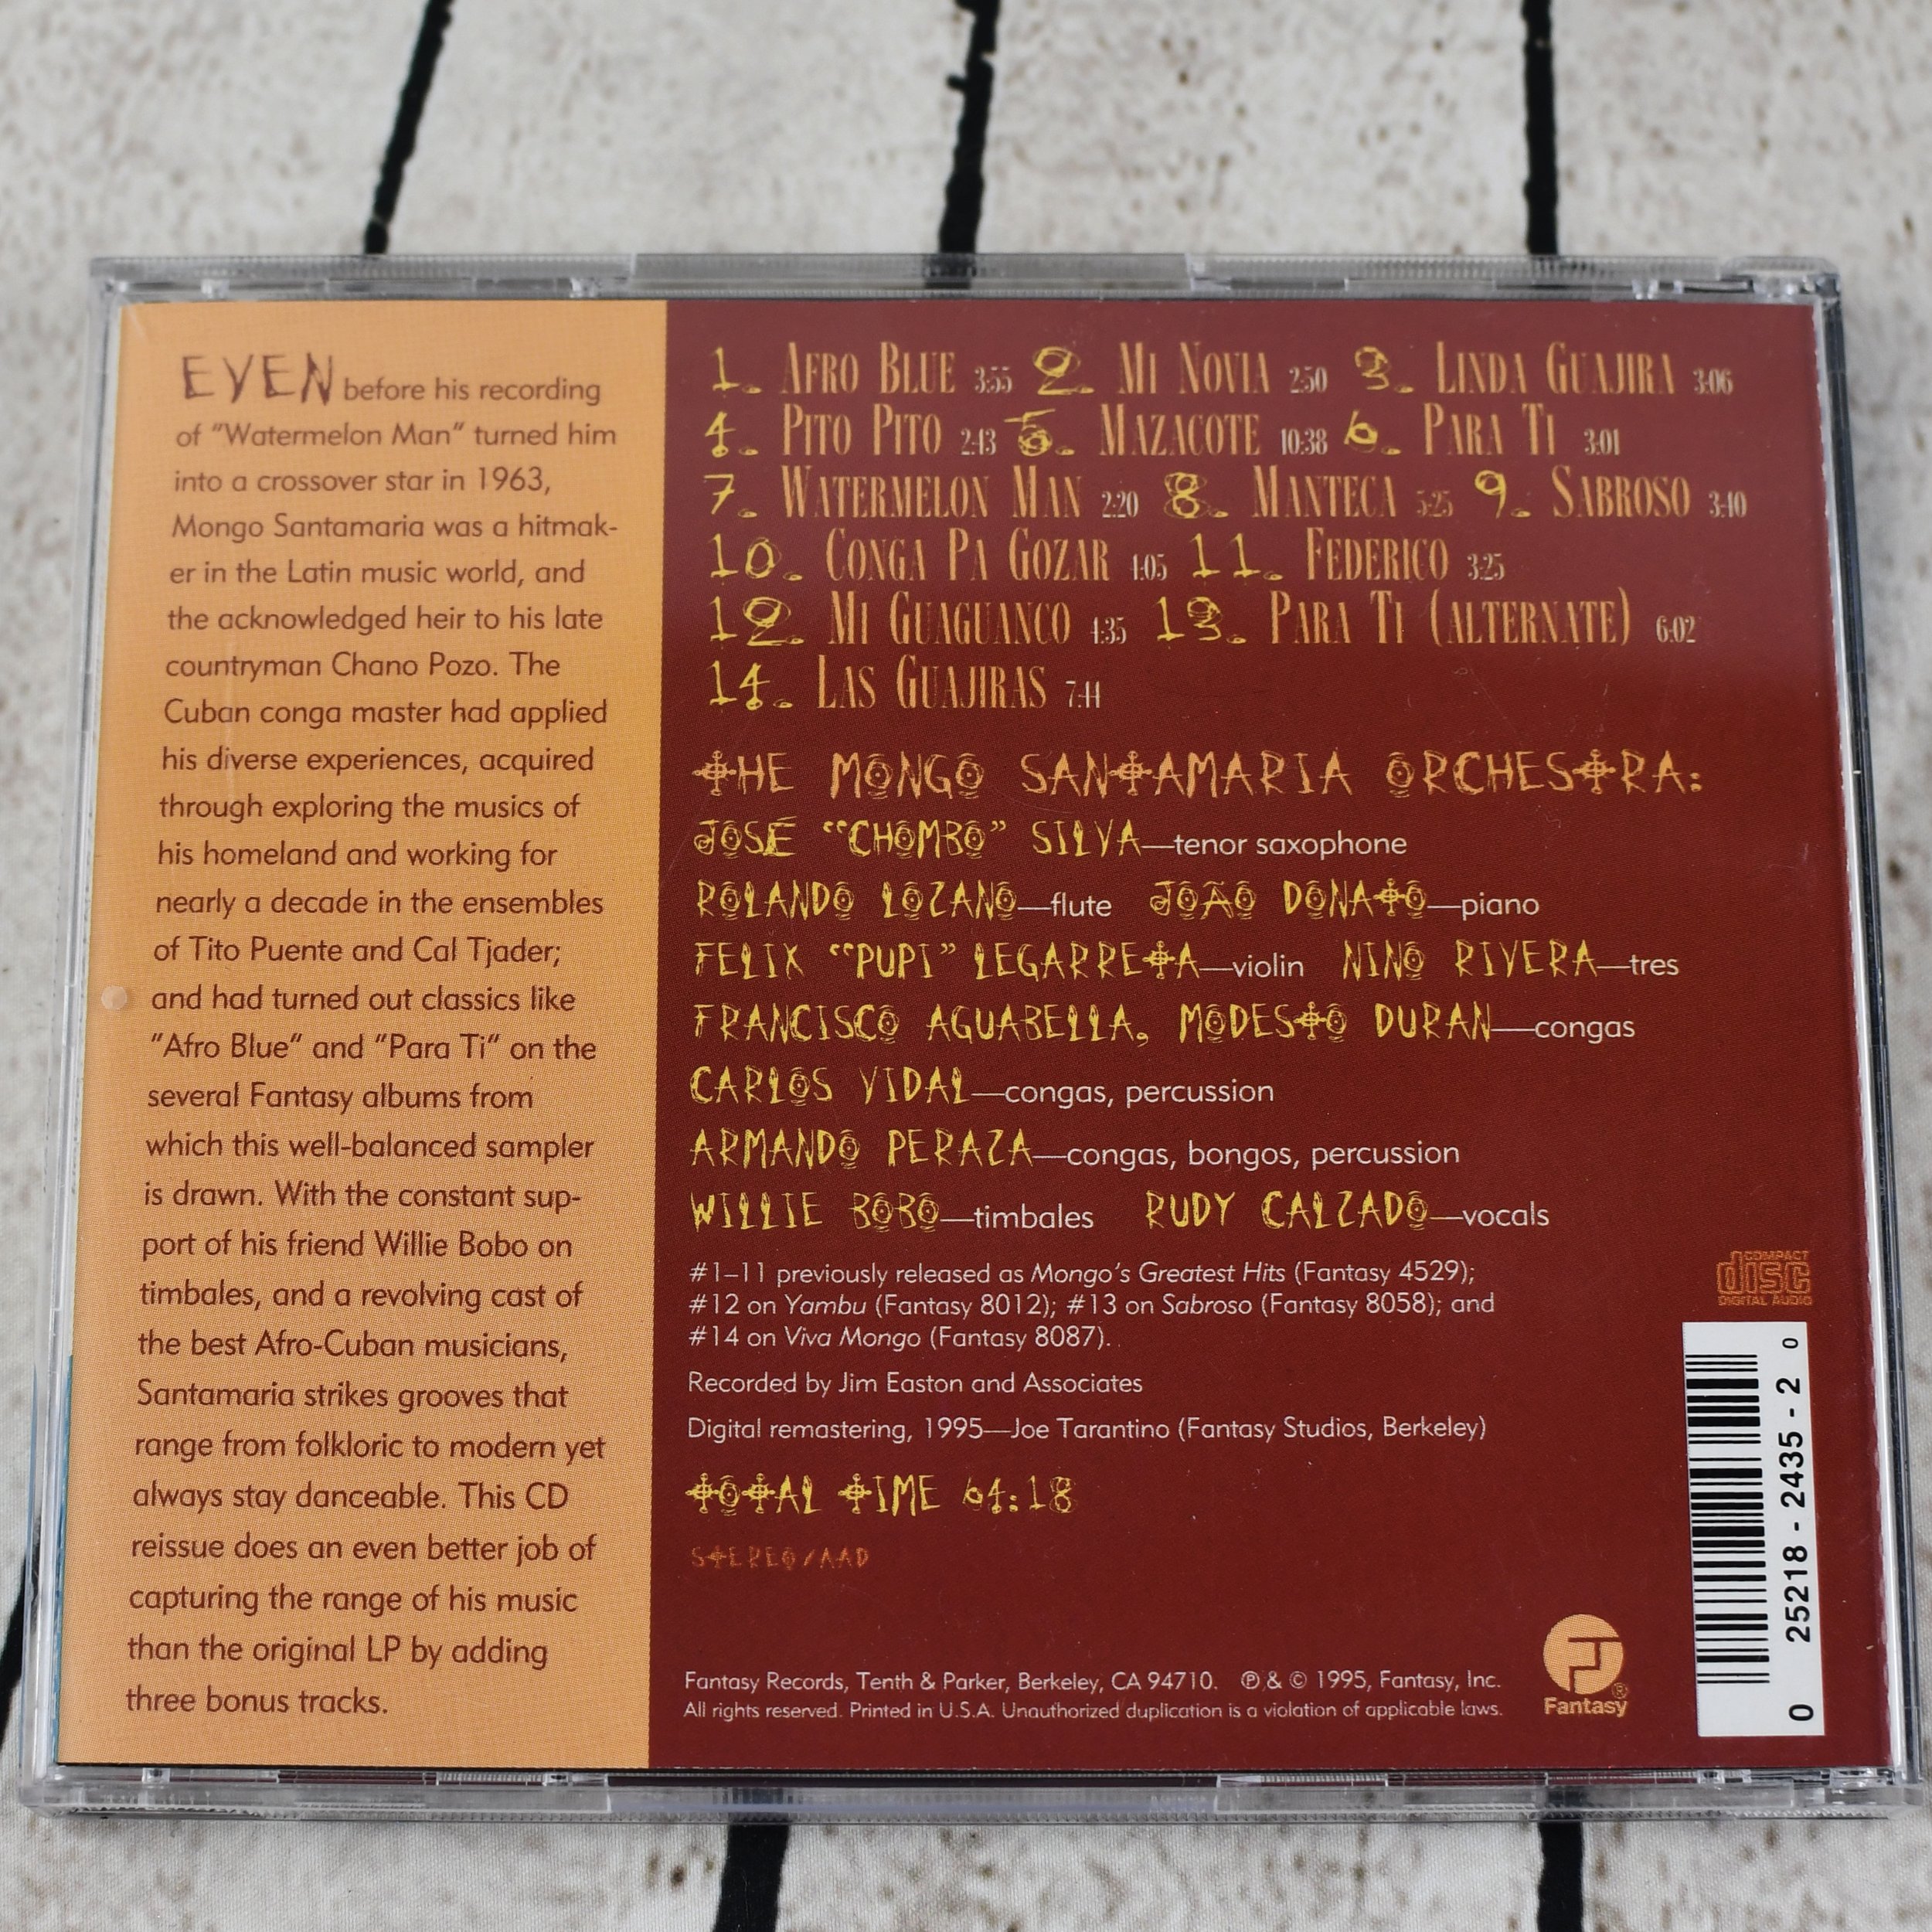 EVEN before his recording
of "Watermelon Man" turned him
into a crossover star in 1963,
Mongo Santamaria was a hitmak-
er in the Latin music world, and
the acknowledged heir to his late
countryman Chano Pozo. The
Cuban conga master had applied
his diverse experiences, acquired
through exploring the musics of
his homeland and working for
nearly a decade in the ensembles
of Tito Puente and Cal Tjader;
and had turned out classics like
"Afro Blue" and "Para Ti" on the
several Fantasy albums from
which this well-balanced sampler
is drawn. With the constant sup-
port of his friend Willie Bobo on
timbales, and a revolving cast of
the best Afro-Cuban musicians,
Santamaria strikes grooves that
range from folkloric to modern yet
always stay danceable. This CD
reissue does an even better job of
capturing the range of his music
than the original LP by adding
three bonus tracks.
1. AFRO BLUE 3:55 2. MI NOVIA 2:50 3. LINDA GUAJIRA 3:06
4. PITO PITO 2:43 5. MAZACOTE 10:38 6. PARA TI 3:01
7. WATERMELON MAN 2:20 8. MANTECA 5:25 9. SABROSO 3:40
10. CONGA PA GOZAR 4:05 11. FEDERICO 3:25
12. MI GUAGUANCO 4:35 13. PARA TI (ALTERNATE) 6:02
14. LAS GUAJIRAS 7:44
THE MONGO SANTAMARIA ORCHESTRA:
JOSÉ "CHOMBO" SILVA—tenor saxophone
ROLANDO LOZANO—flute JOÃO DONATO—piano
FELIX "PUPI" LEGARRETA—violin NINO RIVERA—tres
FRANCISCO AGUABELLA, MODESTO DURAN—congas
CARLOS VIDAL—congas, percussion
ARMANDO PERAZA—congas, bongos, percussion
WILLIE BOBO—timbales RUDY CALZADO—vocals
#1–11 previously released as Mongo's Greatest Hits (Fantasy 4529);
#12 on Yambu (Fantasy 8012); #13 on Sabroso (Fantasy 8058); and
#14 on Viva Mongo (Fantasy 8087).
Recorded by Jim Easton and Associates
Digital remastering, 1995—Joe Tarantino (Fantasy Studios, Berkeley)
TOTAL TIME 64:18
STEREO/AAD
Fantasy Records, Tenth & Parker, Berkeley, CA 94710. ℗ & © 1995, Fantasy, Inc.
All rights reserved. Printed in U.S.A. Unauthorized duplication is a violation of applicable laws.
Fantasy®
COMPACT
disc
DIGITAL AUDIO
0 25218-2435-2 0